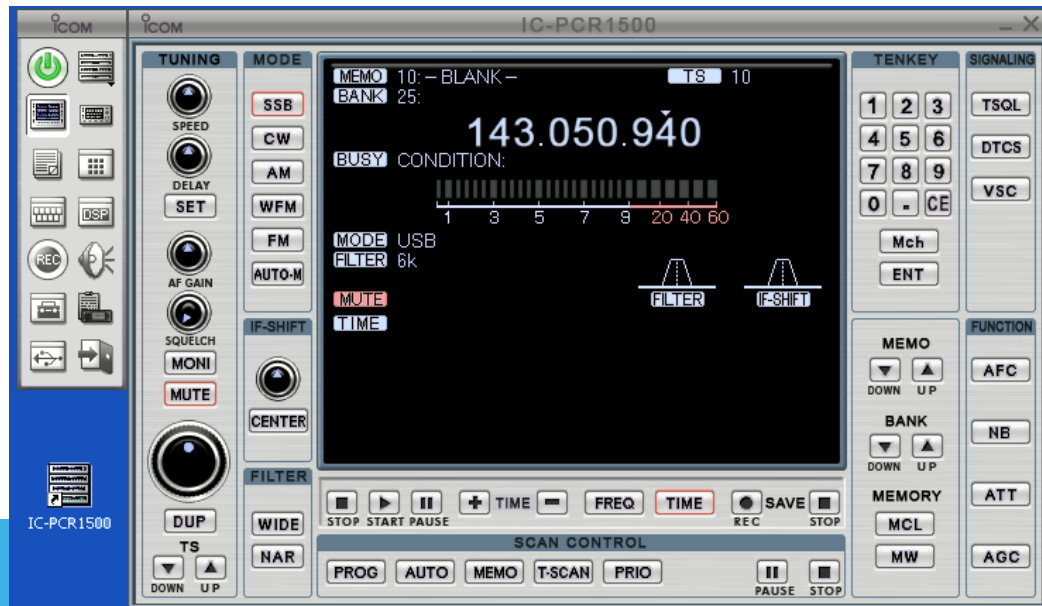 ICOM
ICOM
IC-PCR1500
TUNING
SPEED
DELAY
SET
AF GAIN
SQUELCH
MONI
MUTE
DUP
TS
DOWN UP
MODE
SSB
CW
AM
WFM
FM
AUTO-M
IF-SHIFT
CENTER
FILTER
WIDE
NAR
MEMO 10:–BLANK– TS 10
BANK 25:
143.050.940
BUSY CONDITION:
1 3 5 7 9 20 40 60
MODE USB
FILTER 6k
FILTER IF-SHIFT
MUTE
TIME
STOP START PAUSE
TIME
FREQ
TIME
REC
SAVE
STOP
SCAN CONTROL
PROG AUTO MEMO T-SCAN PRIO
PAUSE STOP
TENKEY
1 2 3
4 5 6
7 8 9
0 . CE
Mch
ENT
MEMO
DOWN UP
BANK
DOWN UP
MEMORY
MCL
MW
SIGNALING
TSQL
DTCS
VSC
FUNCTION
AFC
NB
ATT
AGC
REC
DSP
IC-PCR1500